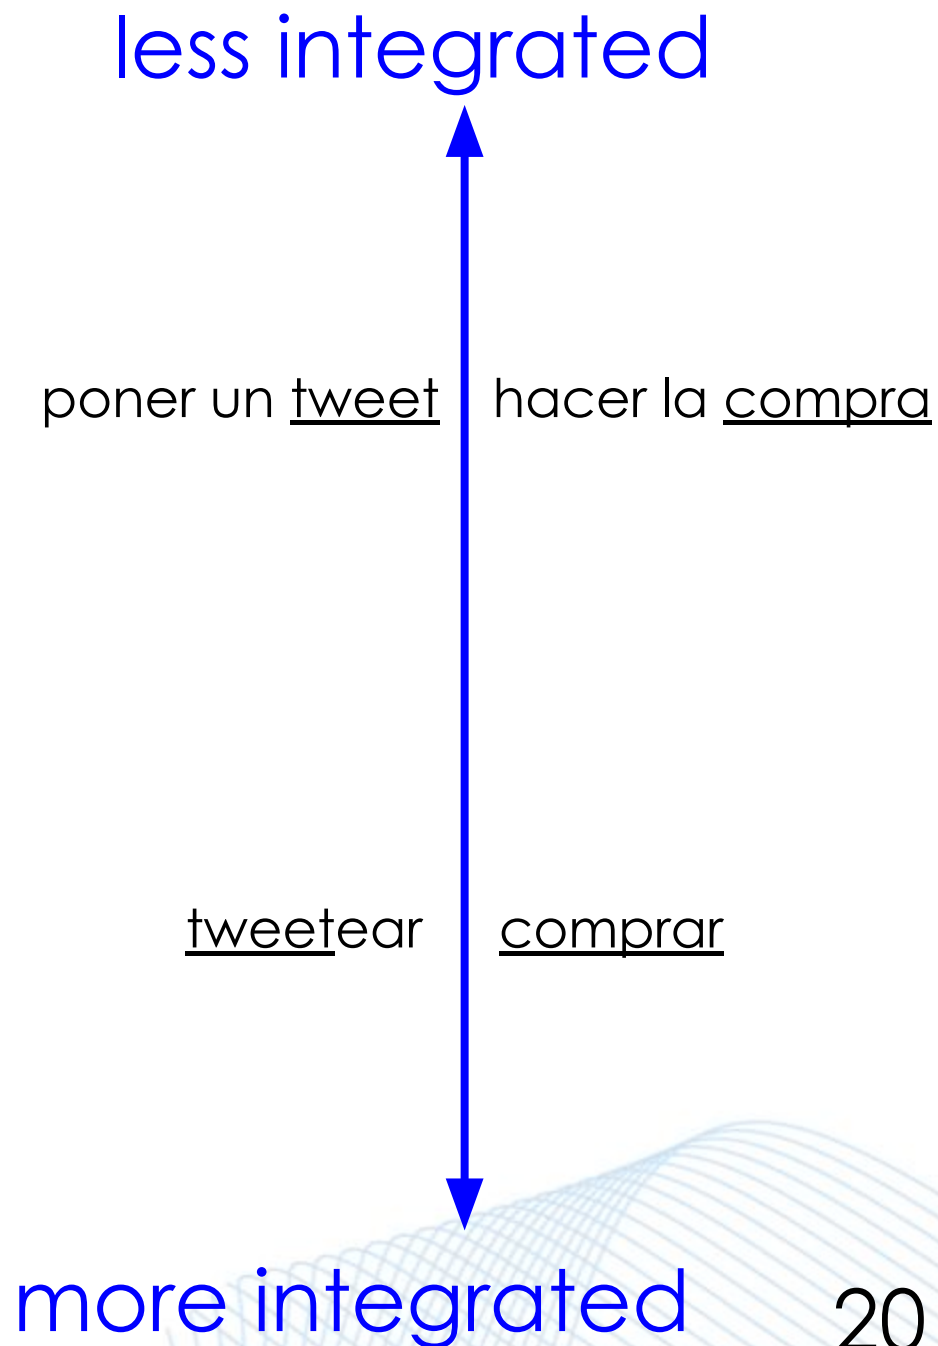 less integrated
poner un tweet hacer la compra
tweetear comprar
more integrated 20